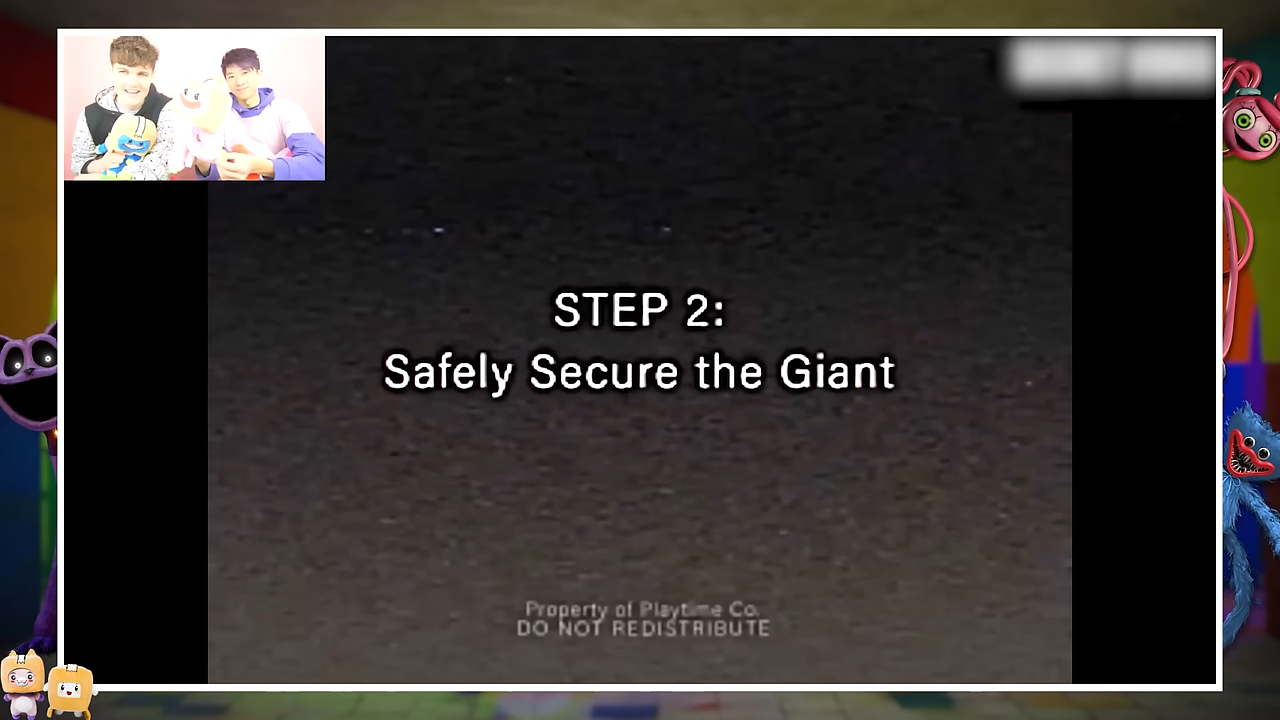 STEP 2:
Safely Secure the Giant
Property of Playtime Co.
DO NOT REDISTRIBUTE